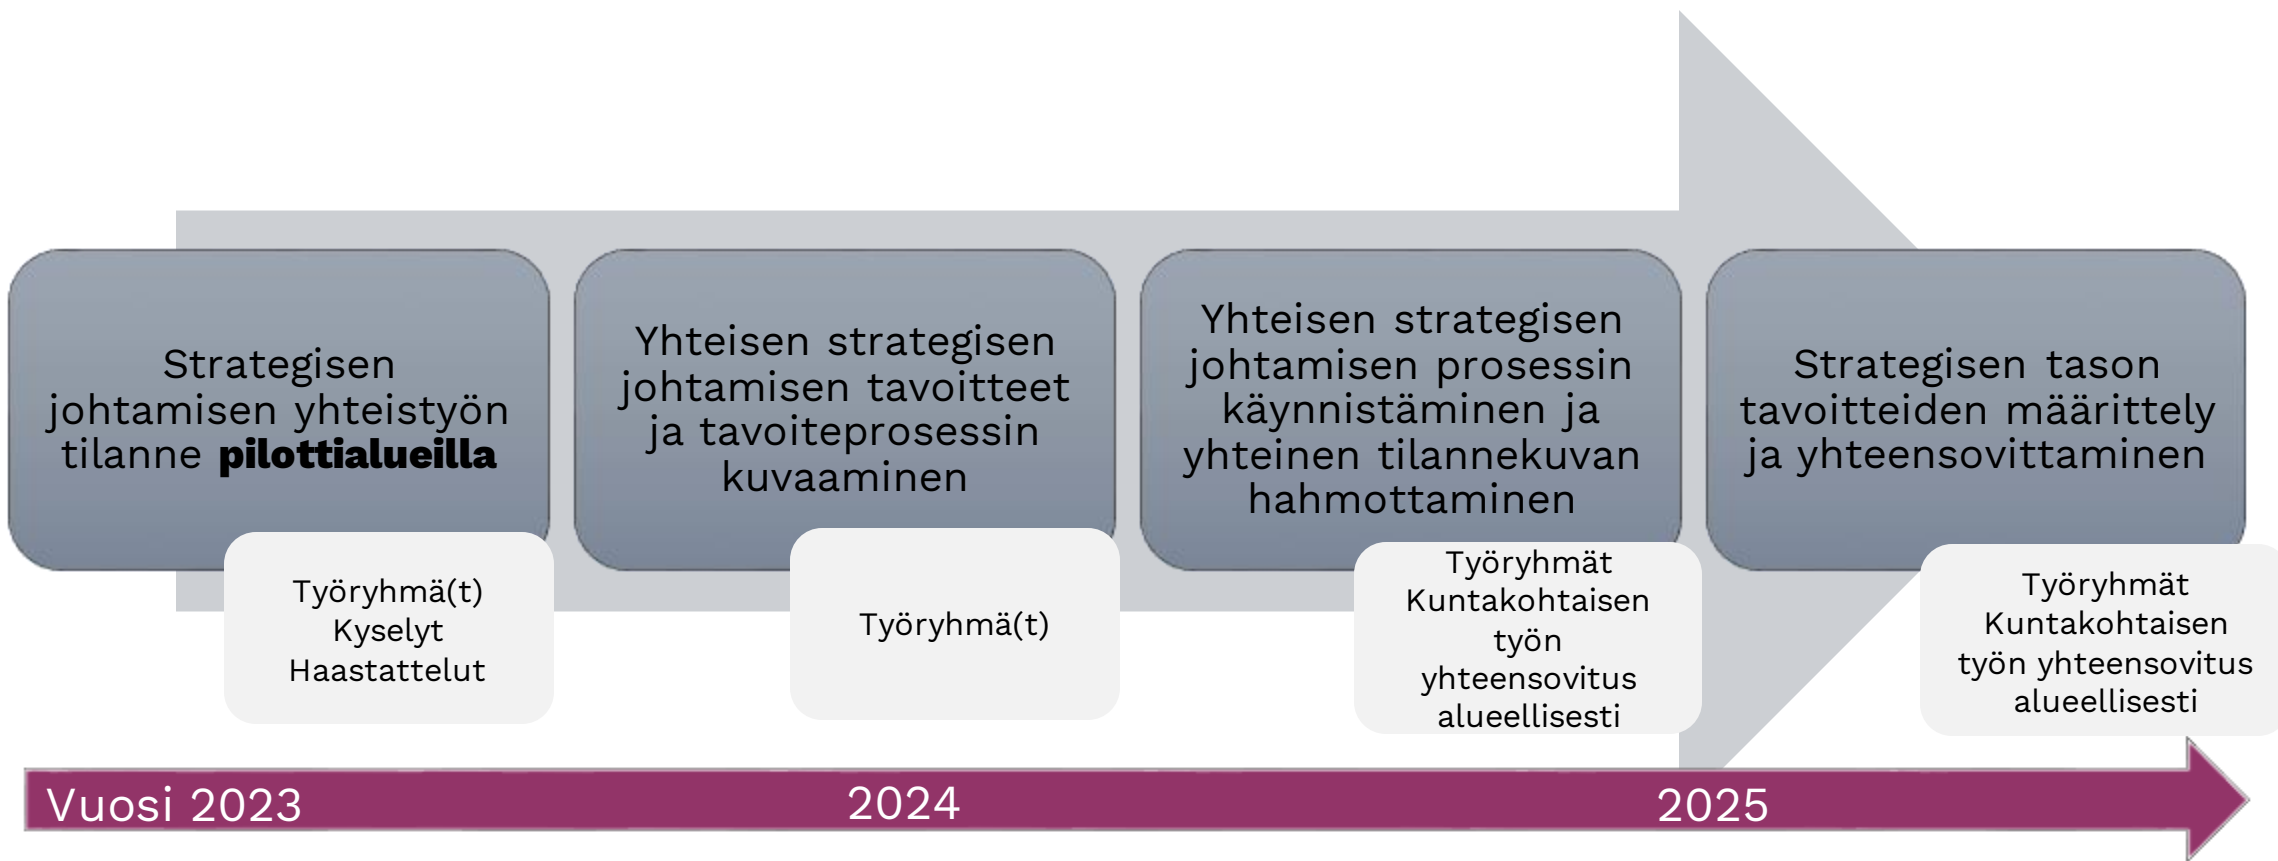 Strategisen
johtamisen yhteistyön
tilanne pilottialueilla
Työryhmä(t)
Kyselyt
Haastattelut
Yhteisen strategisen
johtamisen tavoitteet
ja tavoiteprosessin
kuvaaminen
Työryhmä(t)
Yhteisen strategisen
johtamisen prosessin
käynnistäminen ja
yhteinen tilannekuvan
hahmottaminen
Työryhmät
Kuntakohtaisen
työn
yhteensovitus
alueellisesti
Strategisen tason
tavoitteiden määrittely
ja yhteensovittaminen
Työryhmät
Kuntakohtaisen
työn yhteensovitus
alueellisesti
Vuosi 2023
2024
2025